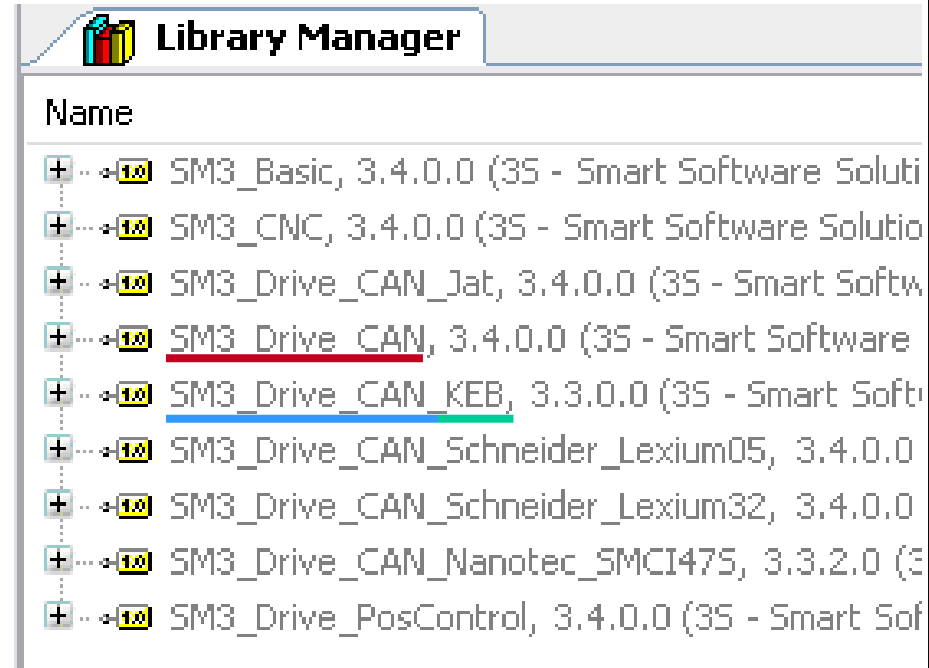 Library Manager
Name
SM3_Basic, 3.4.0.0 (3S - Smart Software Soluti
SM3_CNC, 3.4.0.0 (3S - Smart Software Solutio
SM3_Drive_CAN_Jat, 3.4.0.0 (3S - Smart Softw
SM3_Drive_CAN, 3.4.0.0 (3S - Smart Software
SM3_Drive_CAN_KEB, 3.3.0.0 (3S - Smart Soft
SM3_Drive_CAN_Schneider_Lexium05, 3.4.0.0
SM3_Drive_CAN_Schneider_Lexium32, 3.4.0.0
SM3_Drive_CAN_Nanotec_SMCI47S, 3.3.2.0 (3
SM3_Drive_PosControl, 3.4.0.0 (3S - Smart Sof